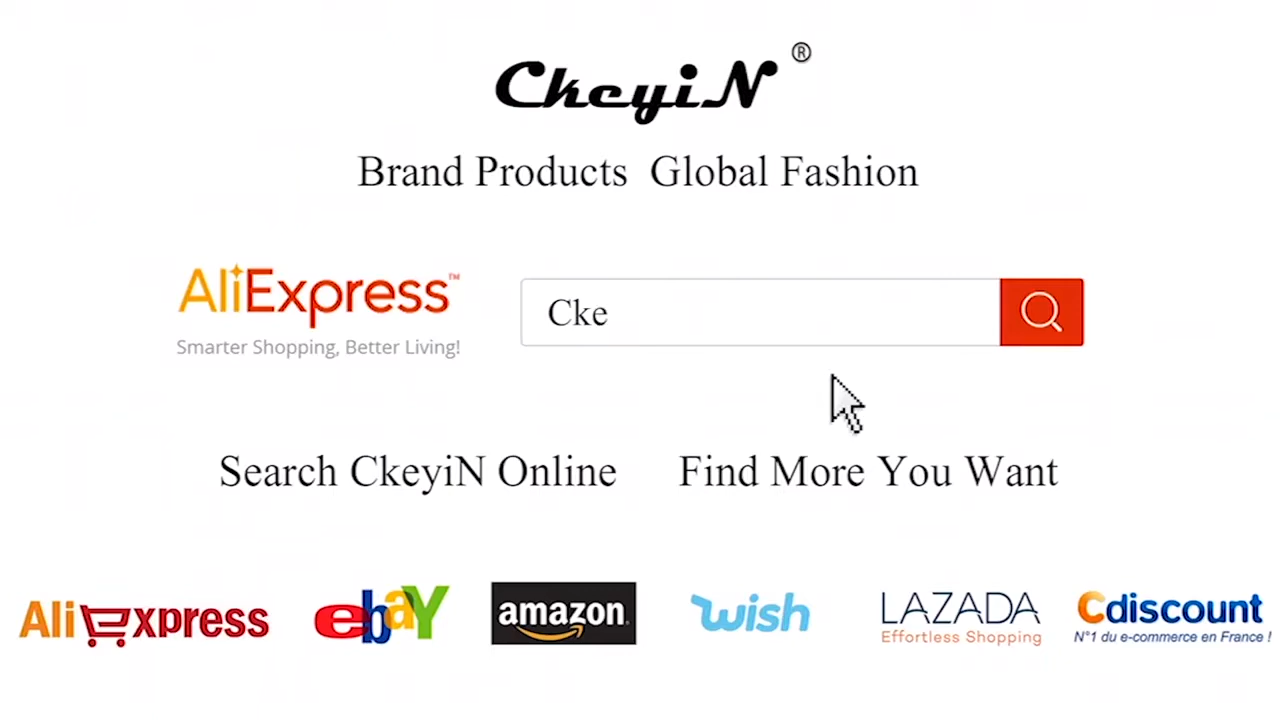 CkeyiN ®
Brand Products Global Fashion
AliExpress™
Smarter Shopping, Better Living!
Cke
Search CkeyiN Online Find More You Want
AliExpress ebay amazon wish LAZADA Cdiscount
Effortless Shopping N°1 du e-commerce en France !